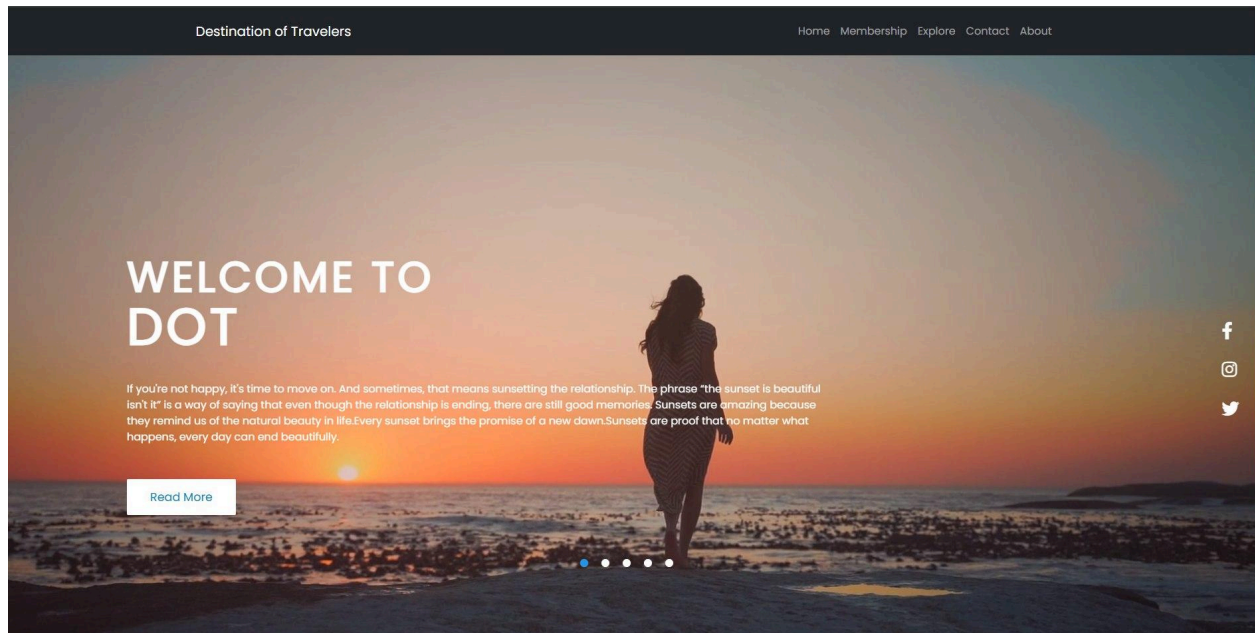 Destination of Travelers
Home Membership Explore Contact About
WELCOME TO
DOT
If you're not happy, it's time to move on. And sometimes, that means sunsetting the relationship. The phrase “the sunset is beautiful
isn't it” is a way of saying that even though the relationship is ending, there are still good memories. Sunsets are amazing because
they remind us of the natural beauty in life.Every sunset brings the promise of a new dawn.Sunsets are proof that no matter what
happens, every day can end beautifully.
Read More